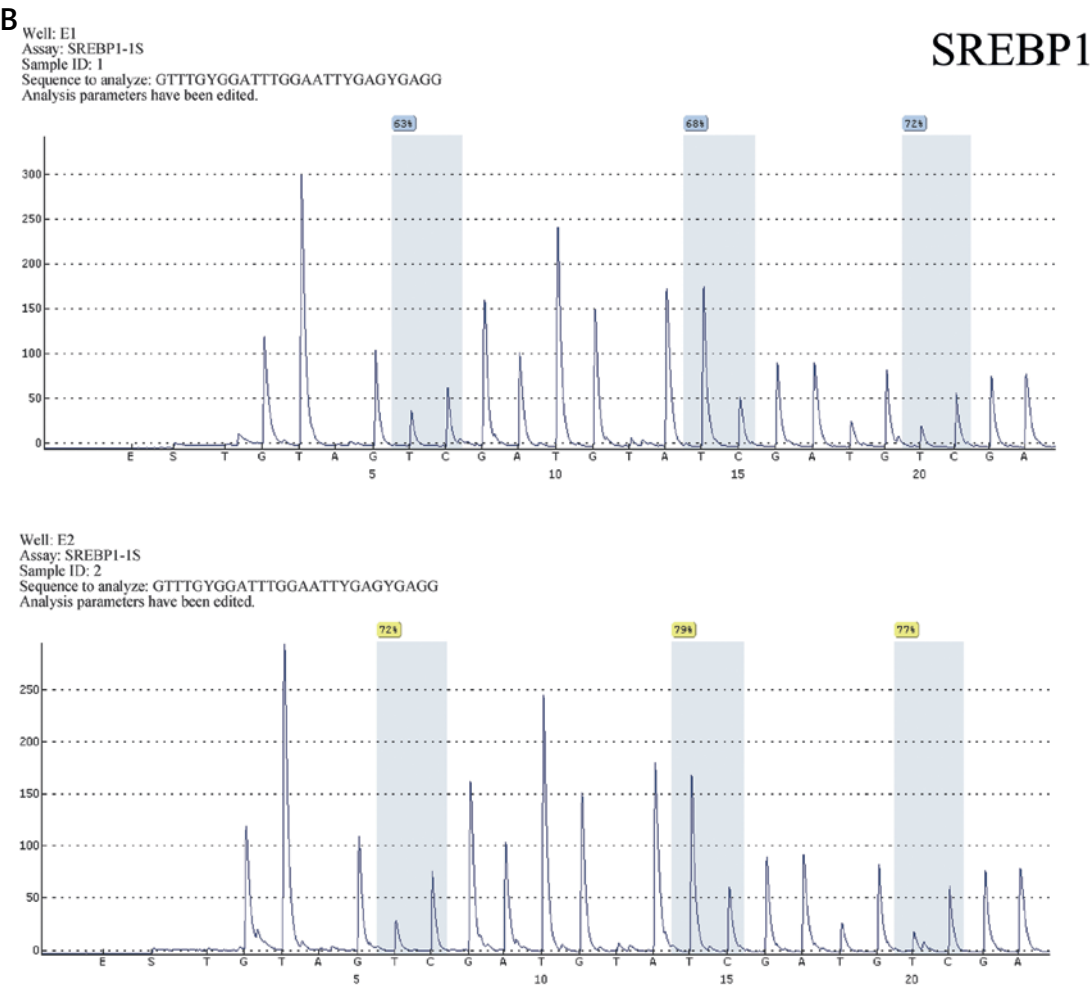 B
Well: E1
Assay: SREBP1-1S
Sample ID: 1
Sequence to analyze: GTTTGYGGATTTGGAATTYGAGYGAGG
Analysis parameters have been edited.
SREBP1
63% 68% 72%
300
250
200
150
100
50
0
E S T G T A G T C G A T G T A T C G A T G T C G A
5 10 15 20
Well: E2
Assay: SREBP1-1S
Sample ID: 2
Sequence to analyze: GTTTGYGGATTTGGAATTYGAGYGAGG
Analysis parameters have been edited.
72% 79% 77%
250
200
150
100
50
0
E S T G T A G T C G A T G T A T C G A T G T C G A
5 10 15 20